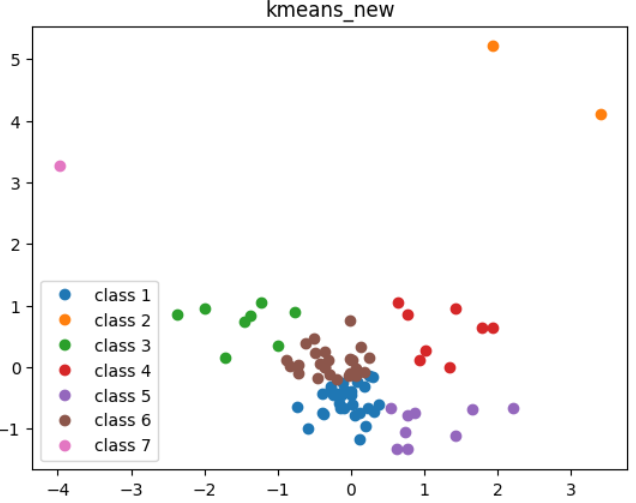 kmeans_new
5
4
3
2
1
0
−1
class 1
class 2
class 3
class 4
class 5
class 6
class 7
−4 −3 −2 −1 0 1 2 3